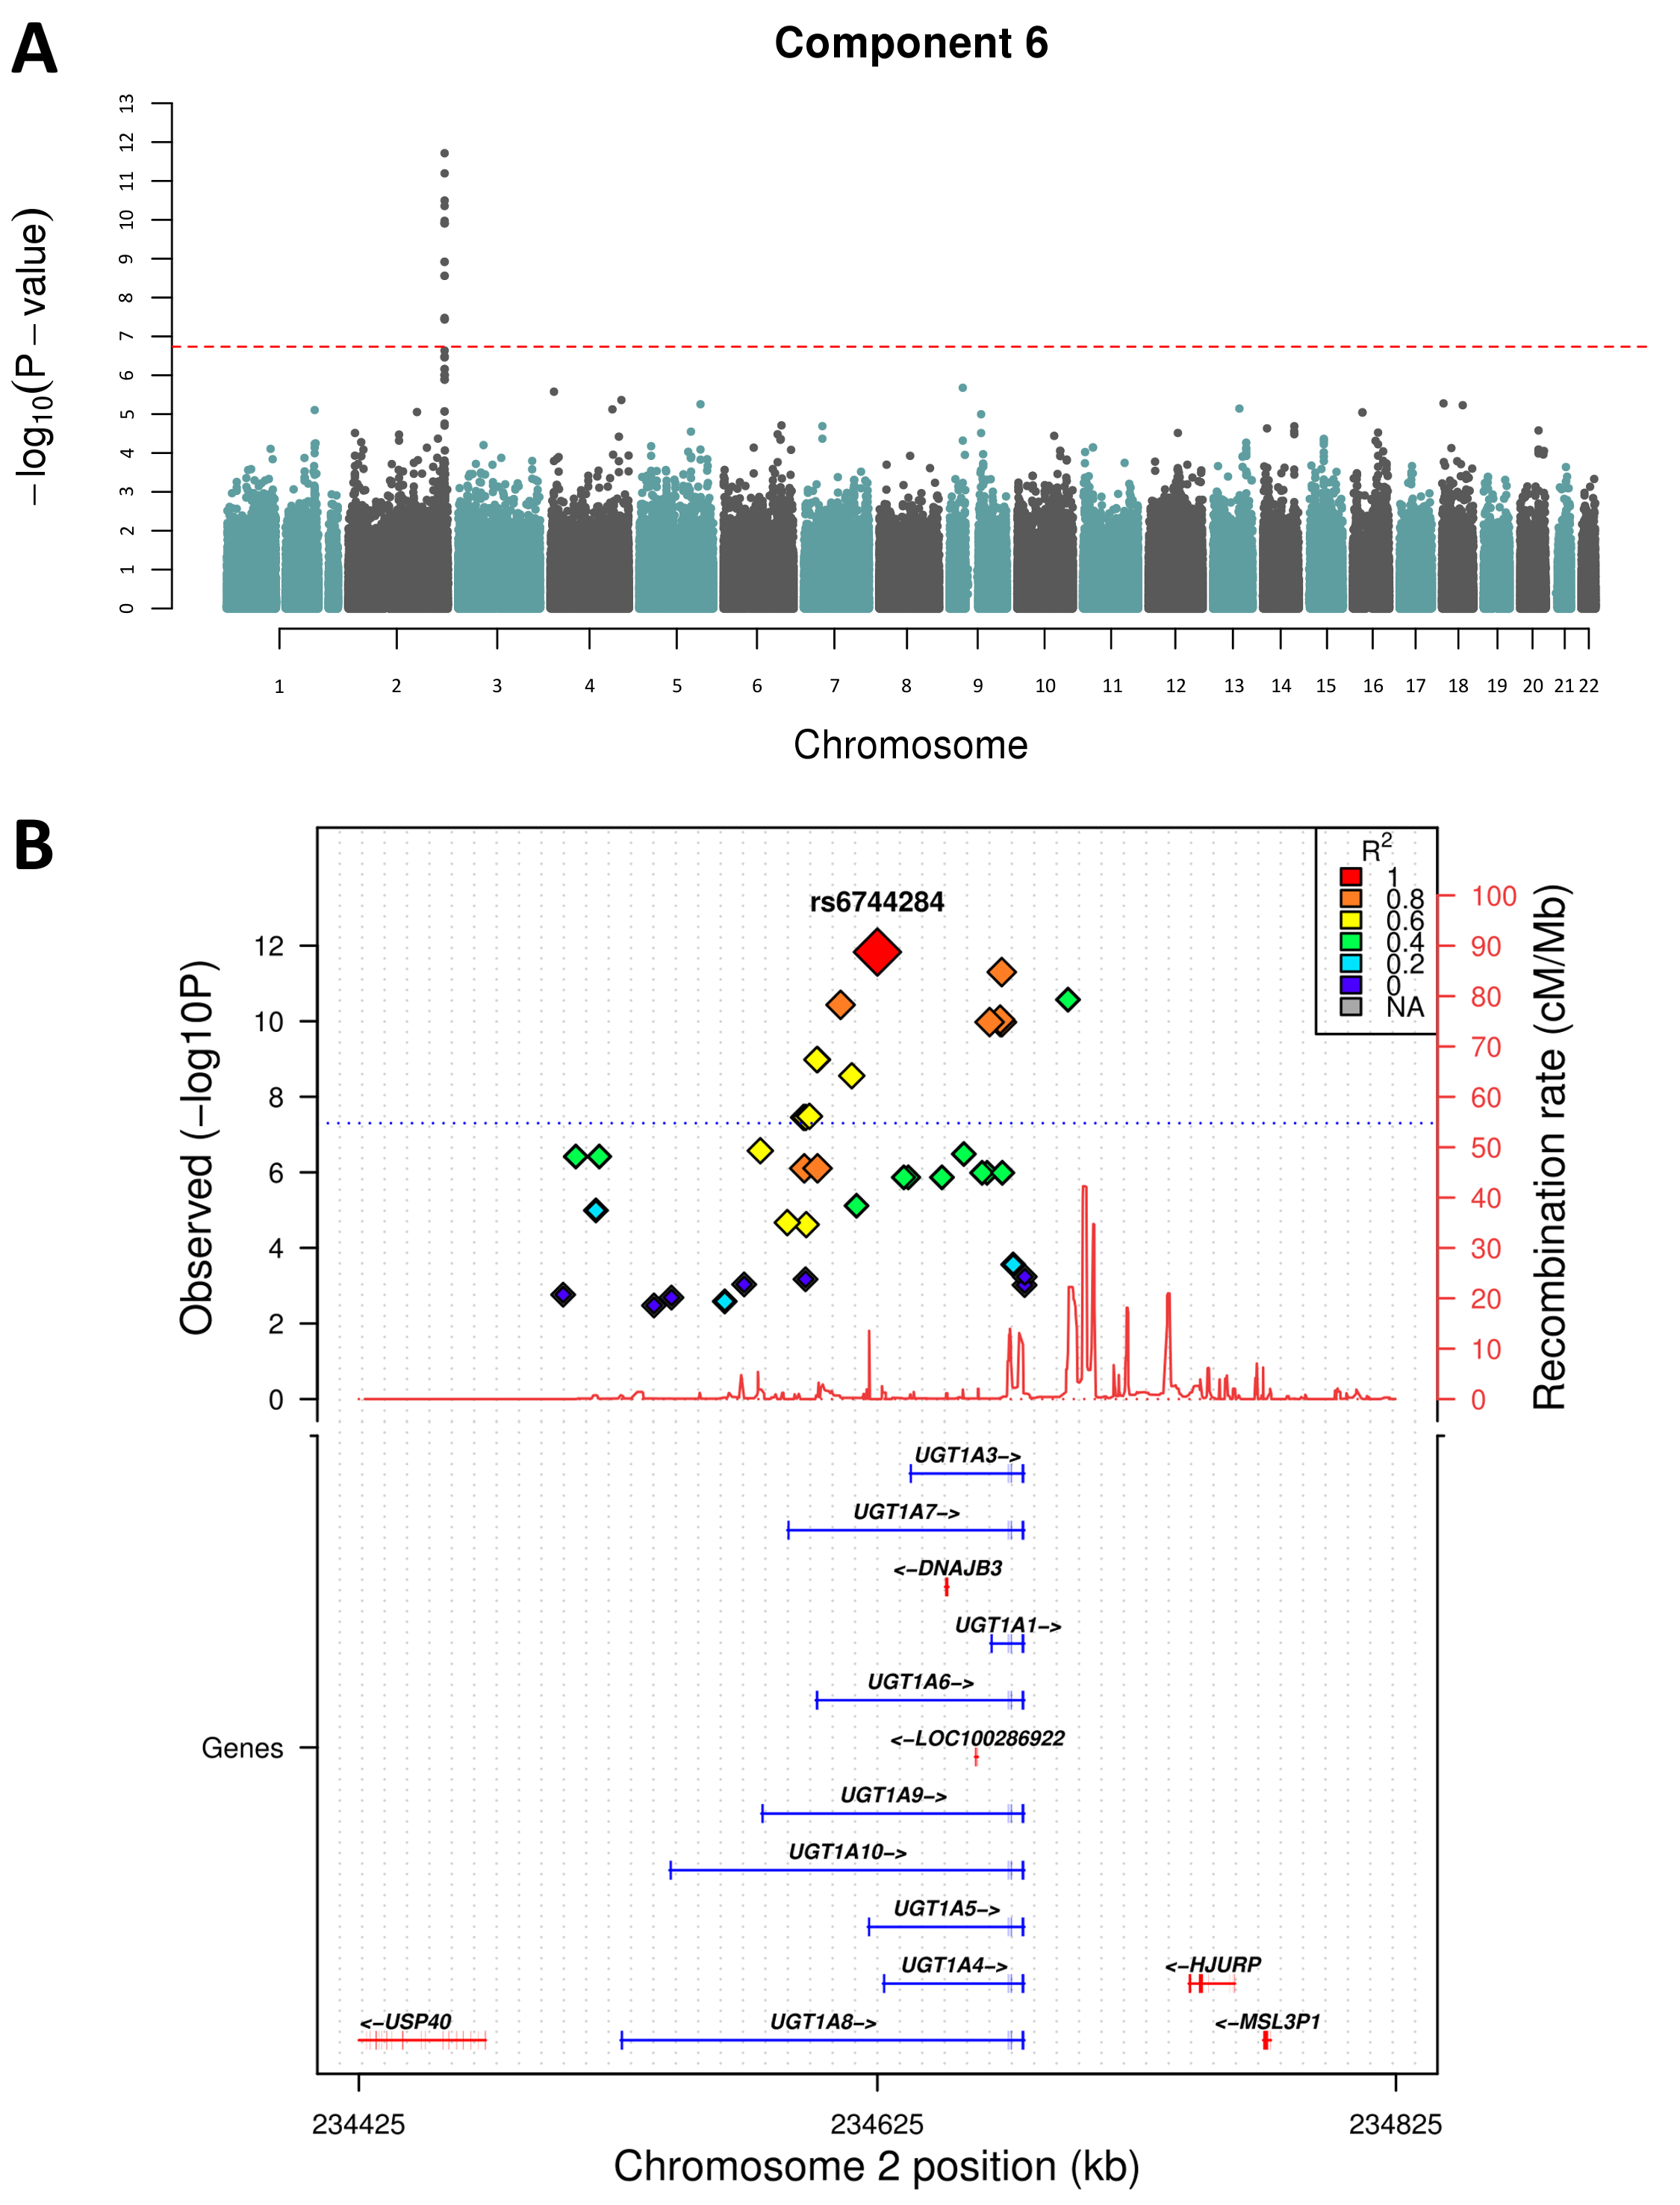 A
Component 6
−log10(P − value)
13
12
11
10
9
8
7
6
5
4
3
2
1
0
1 2 3 4 5 6 7 8 9 10 11 12 13 14 15 16 17 18 19 20 21 22
Chromosome
B
rs6744284
R2
1
0.8
0.6
0.4
0.2
0
NA
Observed (−log10P)
12
10
8
6
4
2
0
Recombination rate (cM/Mb)
100
90
80
70
60
50
40
30
20
10
0
UGT1A3−>
UGT1A7−>
<−DNAJB3
UGT1A1−>
UGT1A6−>
Genes
<−LOC100286922
UGT1A9−>
UGT1A10−>
UGT1A5−>
UGT1A4−>
<−HJURP
<−USP40
UGT1A8−>
<−MSL3P1
234425 234625 234825
Chromosome 2 position (kb)